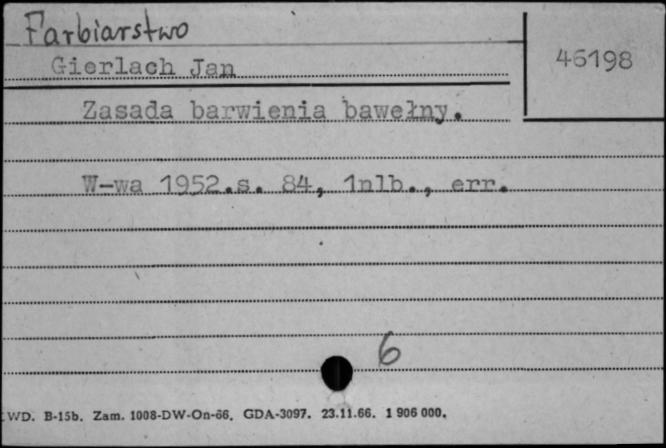 Farbiarstwo
46198
Gierlach Jan
Zasada barwienia bawełny.
W-wa 1952.s. 84, 1nlb., err.
6
WD. B-15b. Zam. 1008-DW-On-66. GDA-3097. 23.11.66. 1 906 000.